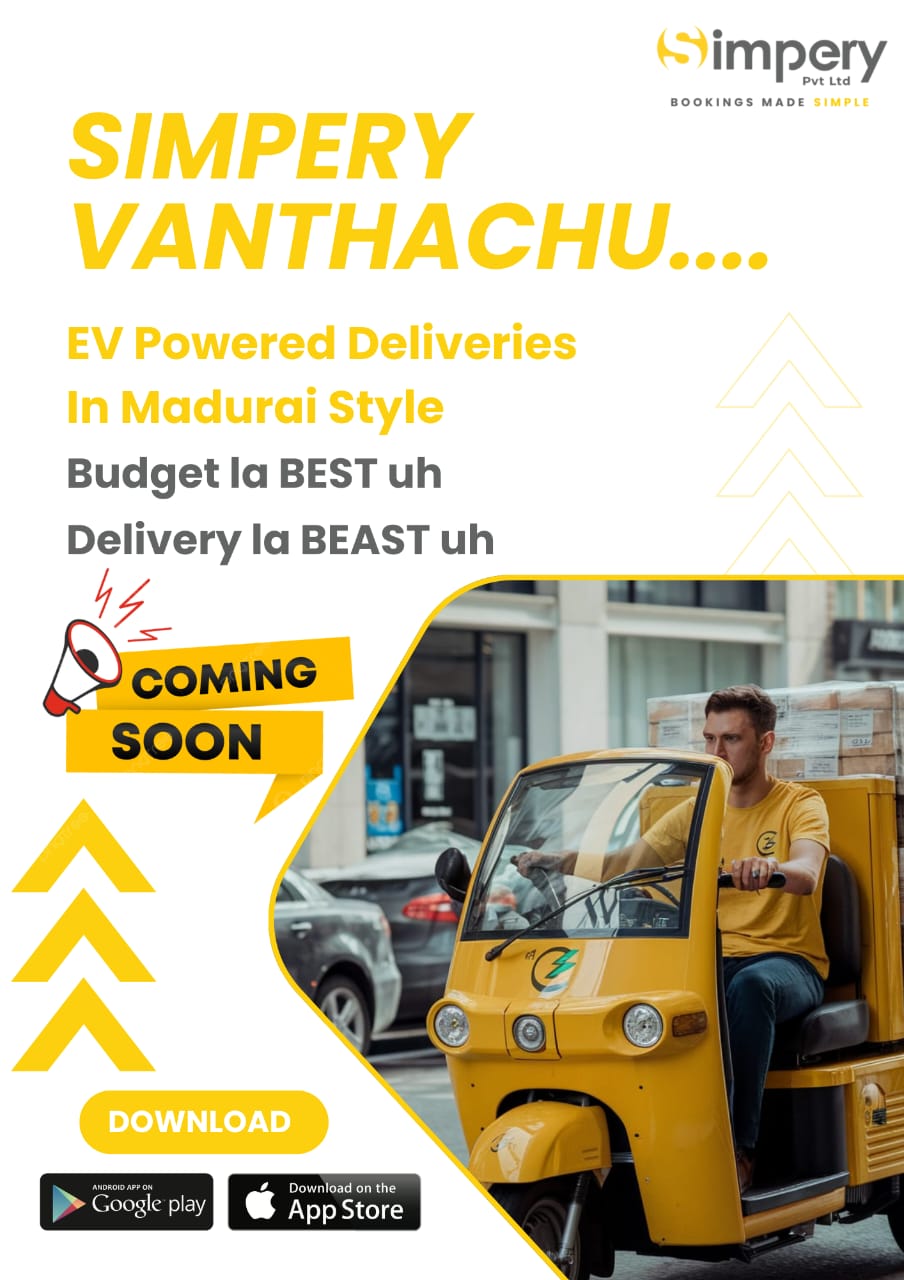 Simpery
Pvt Ltd
BOOKINGS MADE SIMPLE
SIMPERY
VANTHACHU....
EV Powered Deliveries
In Madurai Style
Budget la BEST uh
Delivery la BEAST uh
COMING
SOON
DOWNLOAD
ANDROID APP ON
Google play
Download on the
App Store